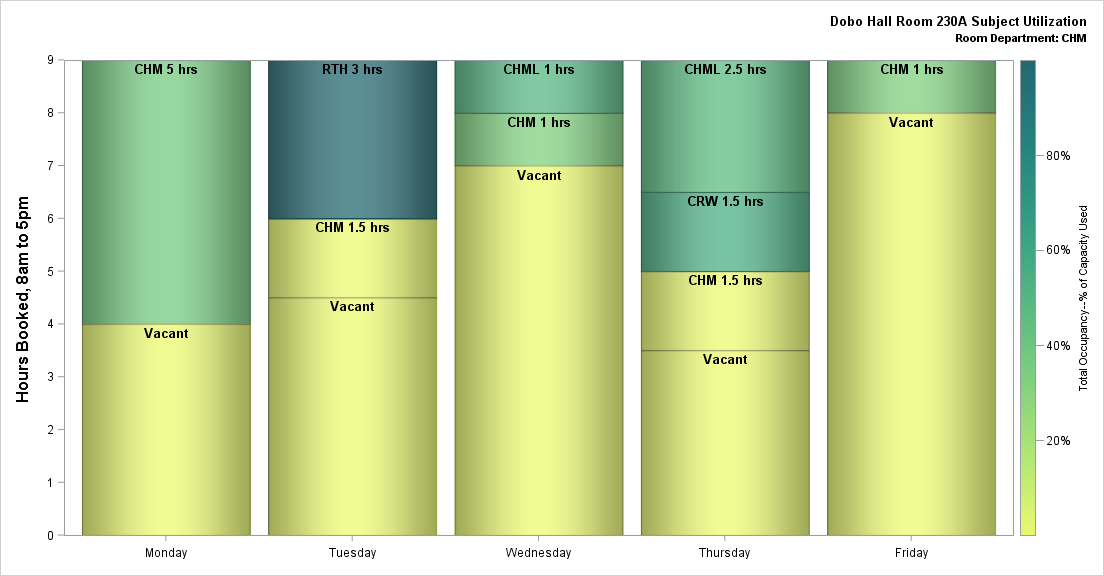 Dobo Hall Room 230A Subject Utilization
Room Department: CHM
Hours Booked, 8am to 5pm
9
8
7
6
5
4
3
2
1
0
CHM 5 hrs
Vacant
RTH 3 hrs
CHM 1.5 hrs
Vacant
CHML 1 hrs
CHM 1 hrs
Vacant
CHML 2.5 hrs
CRW 1.5 hrs
CHM 1.5 hrs
Vacant
CHM 1 hrs
Vacant
Monday
Tuesday
Wednesday
Thursday
Friday
80%
60%
40%
20%
Total Occupancy--% of Capacity Used